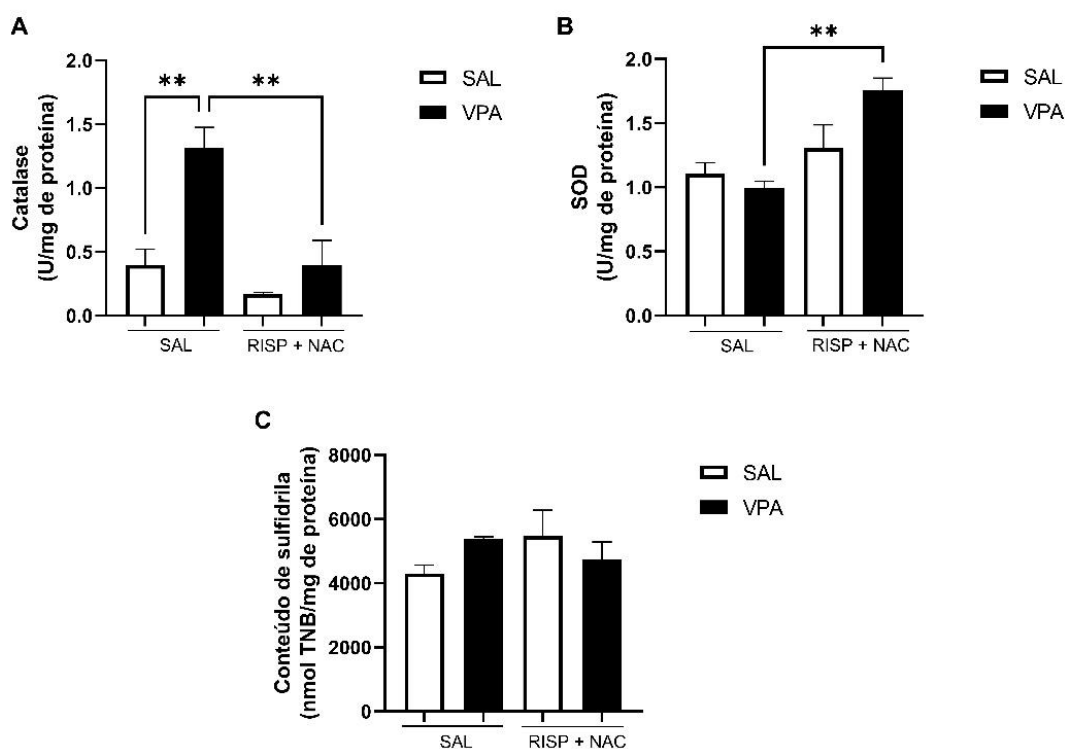 A
Catalase
(U/mg de proteína)
2.0
1.5
1.0
0.5
0.0
**
**
SAL
RISP + NAC
SAL
VPA
B
SOD
(U/mg de proteína)
2.0
1.5
1.0
0.5
0.0
**
SAL
RISP + NAC
SAL
VPA
C
Conteúdo de sulfidrila
(nmol TNB/mg de proteína)
8000
6000
4000
2000
0
SAL
RISP + NAC
SAL
VPA